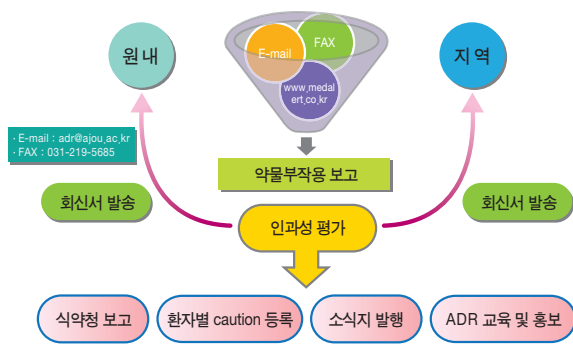 원내
E-mail
FAX
www.medal
ert.co.kr
지역
· E-mail : adr@ajou.ac.kr
· FAX : 031-219-5685
약물부작용 보고
회신서 발송
인과성 평가
회신서 발송
식약청 보고
환자별 caution 등록
소식지 발행
ADR 교육 및 홍보